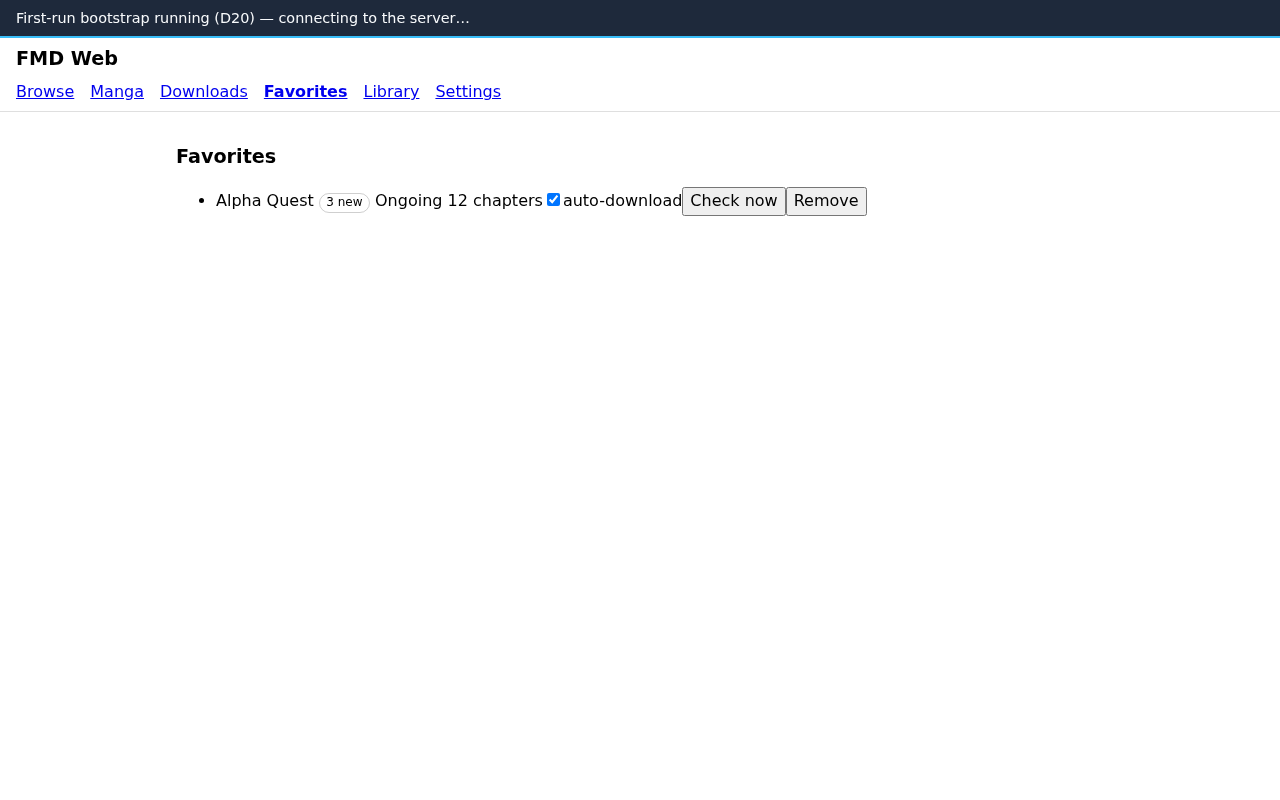 First-run bootstrap running (D20) — connecting to the server…
FMD Web
Browse Manga Downloads Favorites Library Settings
Favorites
Alpha Quest 3 new Ongoing 12 chapters auto-download Check now Remove